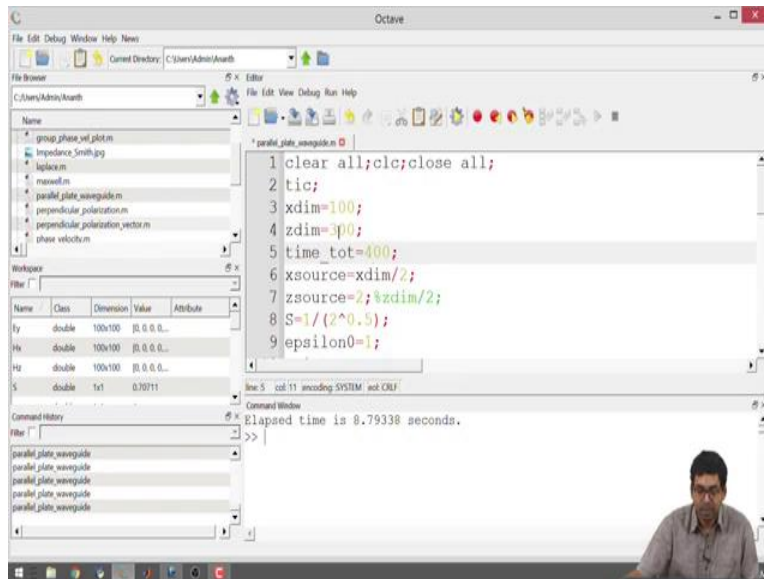 Octave
File Edit Debug Window Help News
Current Directory: C:\Users\Admin\Ananth
File Browser
Editor
C:/Users/Admin/Ananth
File Edit View Debug Run Help
Name
* parallel_plate_waveguide.m
group_phase_vel_plot.m
Impedance_Smith.jpg
laplace.m
maxwell.m
parallel_plate_waveguide.m
perpendicular_polarization.m
perpendicular_polarization_vector.m
phase velocity.m
1 clear all;clc;close all;
2 tic;
3 xdim=100;
4 zdim=300;
5 time_tot=400;
6 xsource=xdim/2;
7 zsource=2;%zdim/2;
8 S=1/(2^0.5);
9 epsilon0=1;
line: 5 col: 11 encoding: SYSTEM eol: CRLF
Workspace
Filter
Name Class Dimension Value Attribute
Ey double 100x100 [0, 0, 0, 0,...
Hx double 100x100 [0, 0, 0, 0,...
Hz double 100x100 [0, 0, 0, 0,...
S double 1x1 0.70711
Command History
Filter
parallel_plate_waveguide
parallel_plate_waveguide
parallel_plate_waveguide
parallel_plate_waveguide
parallel_plate_waveguide
Command Window
Elapsed time is 8.79338 seconds.
>>